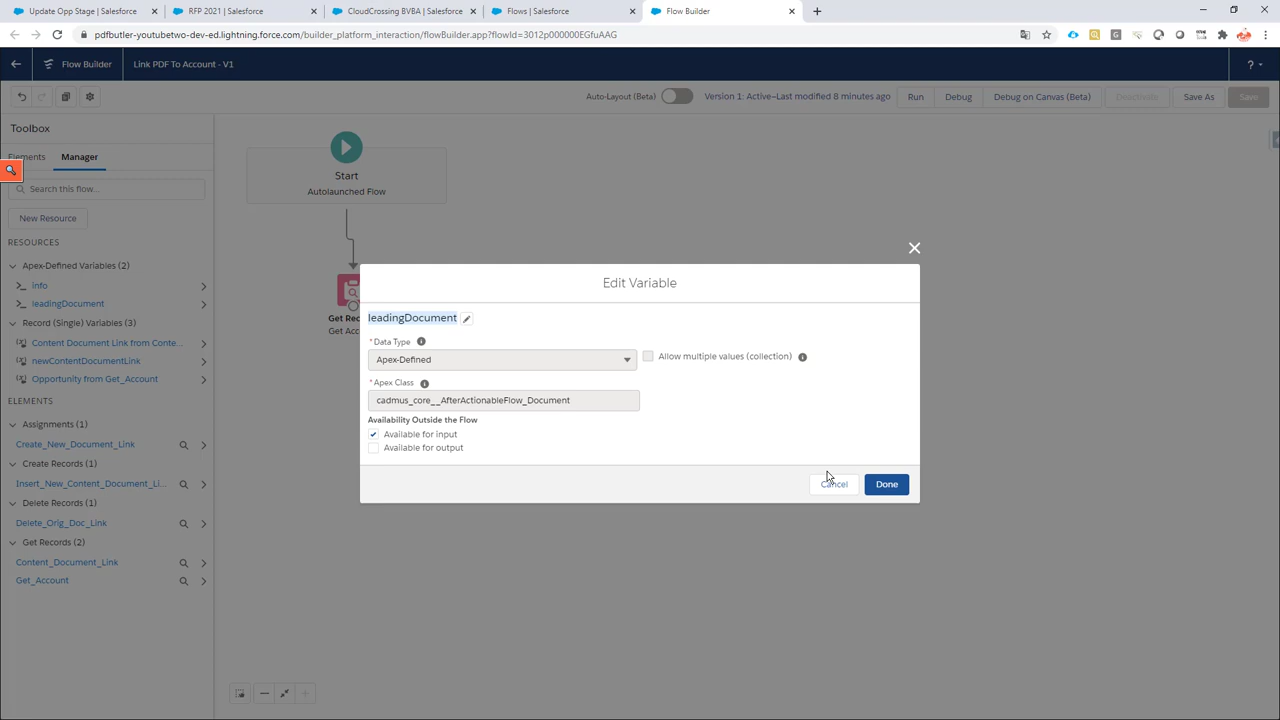 Update Opp Stage | Salesforce
RFP 2021 | Salesforce
CloudCrossing BVBA | Salesforce
Flows | Salesforce
Flow Builder
pdfbutler-youtubetwo-dev-ed.lightning.force.com/builder_platform_interaction/flowBuilder.app?flowId=3012p000000EGfuAAG
Flow Builder
Link PDF To Account - V1
?
Auto-Layout (Beta)
Version 1: Active—Last modified 8 minutes ago
Run
Debug
Debug on Canvas (Beta)
Deactivate
Save As
Save
Toolbox
Elements
Manager
Search this flow...
New Resource
RESOURCES
Apex-Defined Variables (2)
info
leadingDocument
Record (Single) Variables (3)
Content Document Link from Conte...
newContentDocumentLink
Opportunity from Get_Account
ELEMENTS
Assignments (1)
Create_New_Document_Link
Create Records (1)
Insert_New_Content_Document_Li...
Delete Records (1)
Delete_Orig_Doc_Link
Get Records (2)
Content_Document_Link
Get_Account
Start
Autolaunched Flow
Get Rec
Get Acc
Edit Variable
leadingDocument
* Data Type
Apex-Defined
Allow multiple values (collection)
* Apex Class
cadmus_core__AfterActionableFlow_Document
Availability Outside the Flow
Available for input
Available for output
Cancel
Done